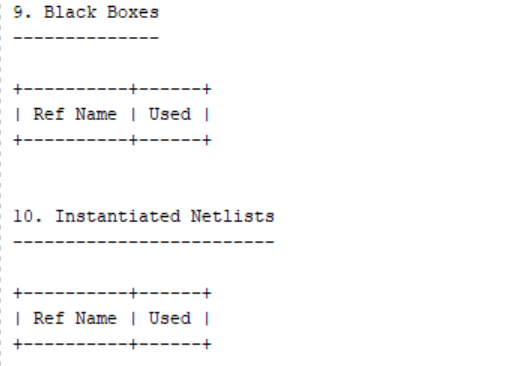 9. Black Boxes
--------------
+----------+------+
| Ref Name | Used |
+----------+------+
10. Instantiated Netlists
-------------------------
+----------+------+
| Ref Name | Used |
+----------+------+